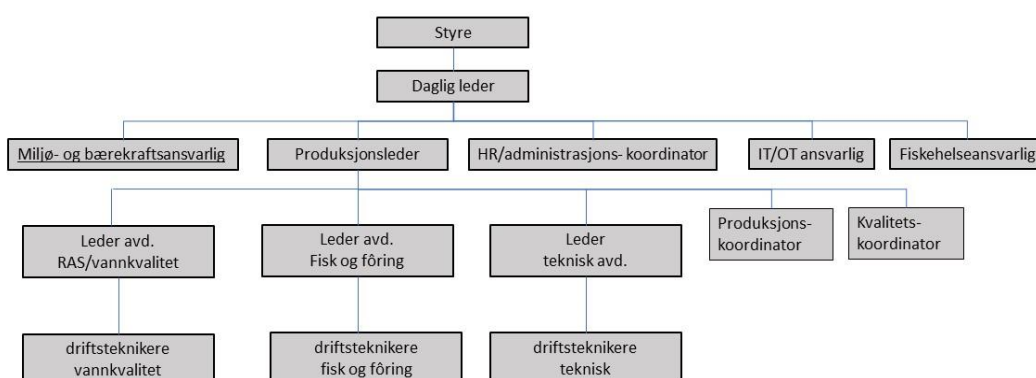 Styre
Daglig leder
Miljø- og bærekraftsansvarlig
Produksjonsleder
HR/administrasjons- koordinator
IT/OT ansvarlig
Fiskehelseansvarlig
Leder avd.
RAS/vannkvalitet
Leder avd.
Fisk og fôring
Leder
teknisk avd.
Produksjons-
koordinator
Kvalitets-
koordinator
driftsteknikere
vannkvalitet
driftsteknikere
fisk og fôring
driftsteknikere
teknisk